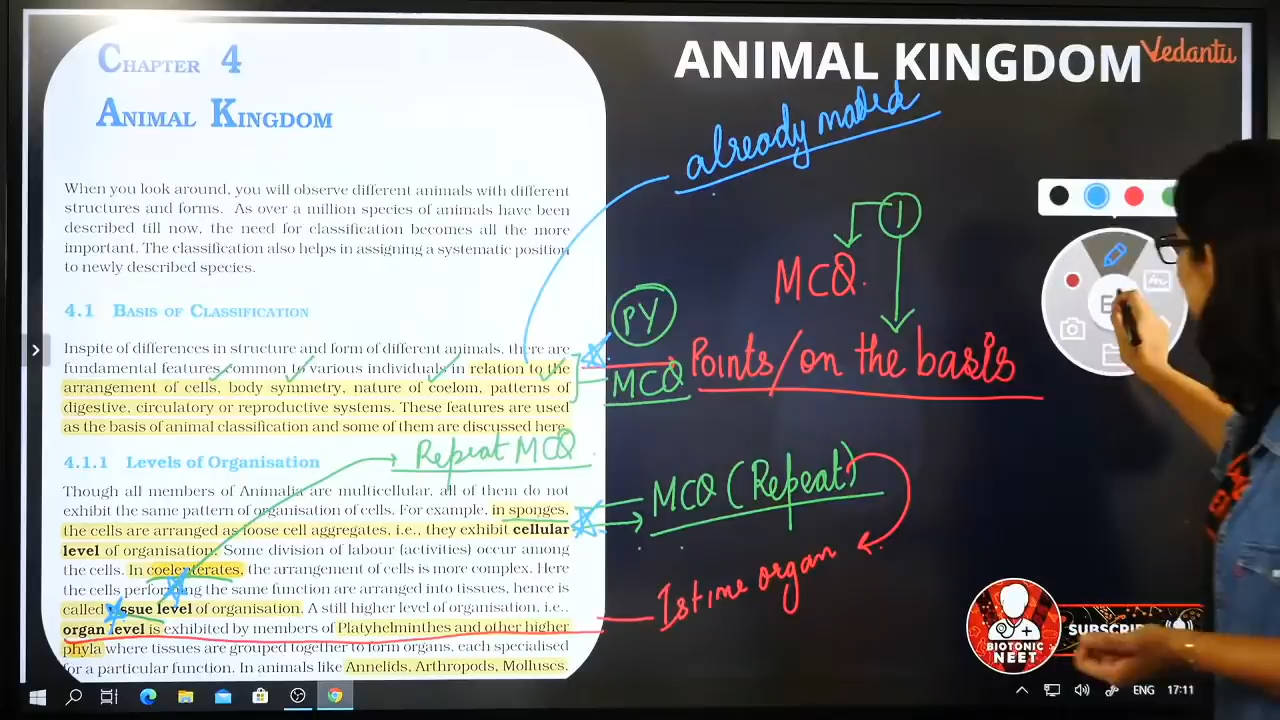 CHAPTER 4
ANIMAL KINGDOM
When you look around, you will observe different animals with different
structures and forms. As over a million species of animals have been
described till now, the need for classification becomes all the more
important. The classification also helps in assigning a systematic position
to newly described species.
4.1 BASIS OF CLASSIFICATION
Inspite of differences in structure and form of different animals, there are
fundamental features common to various individuals in relation to the
arrangement of cells, body symmetry, nature of coelom, patterns of
digestive, circulatory or reproductive systems. These features are used
as the basis of animal classification and some of them are discussed here.
Repeat MCQ
4.1.1 Levels of Organisation
Though all members of Animalia are multicellular, all of them do not
exhibit the same pattern of organisation of cells. For example, in sponges,
the cells are arranged as loose cell aggregates, i.e., they exhibit cellular
level of organisation. Some division of labour (activities) occur among
the cells. In coelenterates, the arrangement of cells is more complex. Here
the cells performing the same function are arranged into tissues, hence is
called tissue level of organisation. A still higher level of organisation, i.e.,
organ level is exhibited by members of Platyhelminthes and other higher
phyla where tissues are grouped together to form organs, each specialised
for a particular function. In animals like Annelids, Arthropods, Molluscs,
ANIMAL KINGDOM
Vedantu
already
1
MCQ
PY
MCQ
Points/on the basis
MCQ (Repeat)
Ist time organ
BIOTONIC
NEET
ENG 17:11